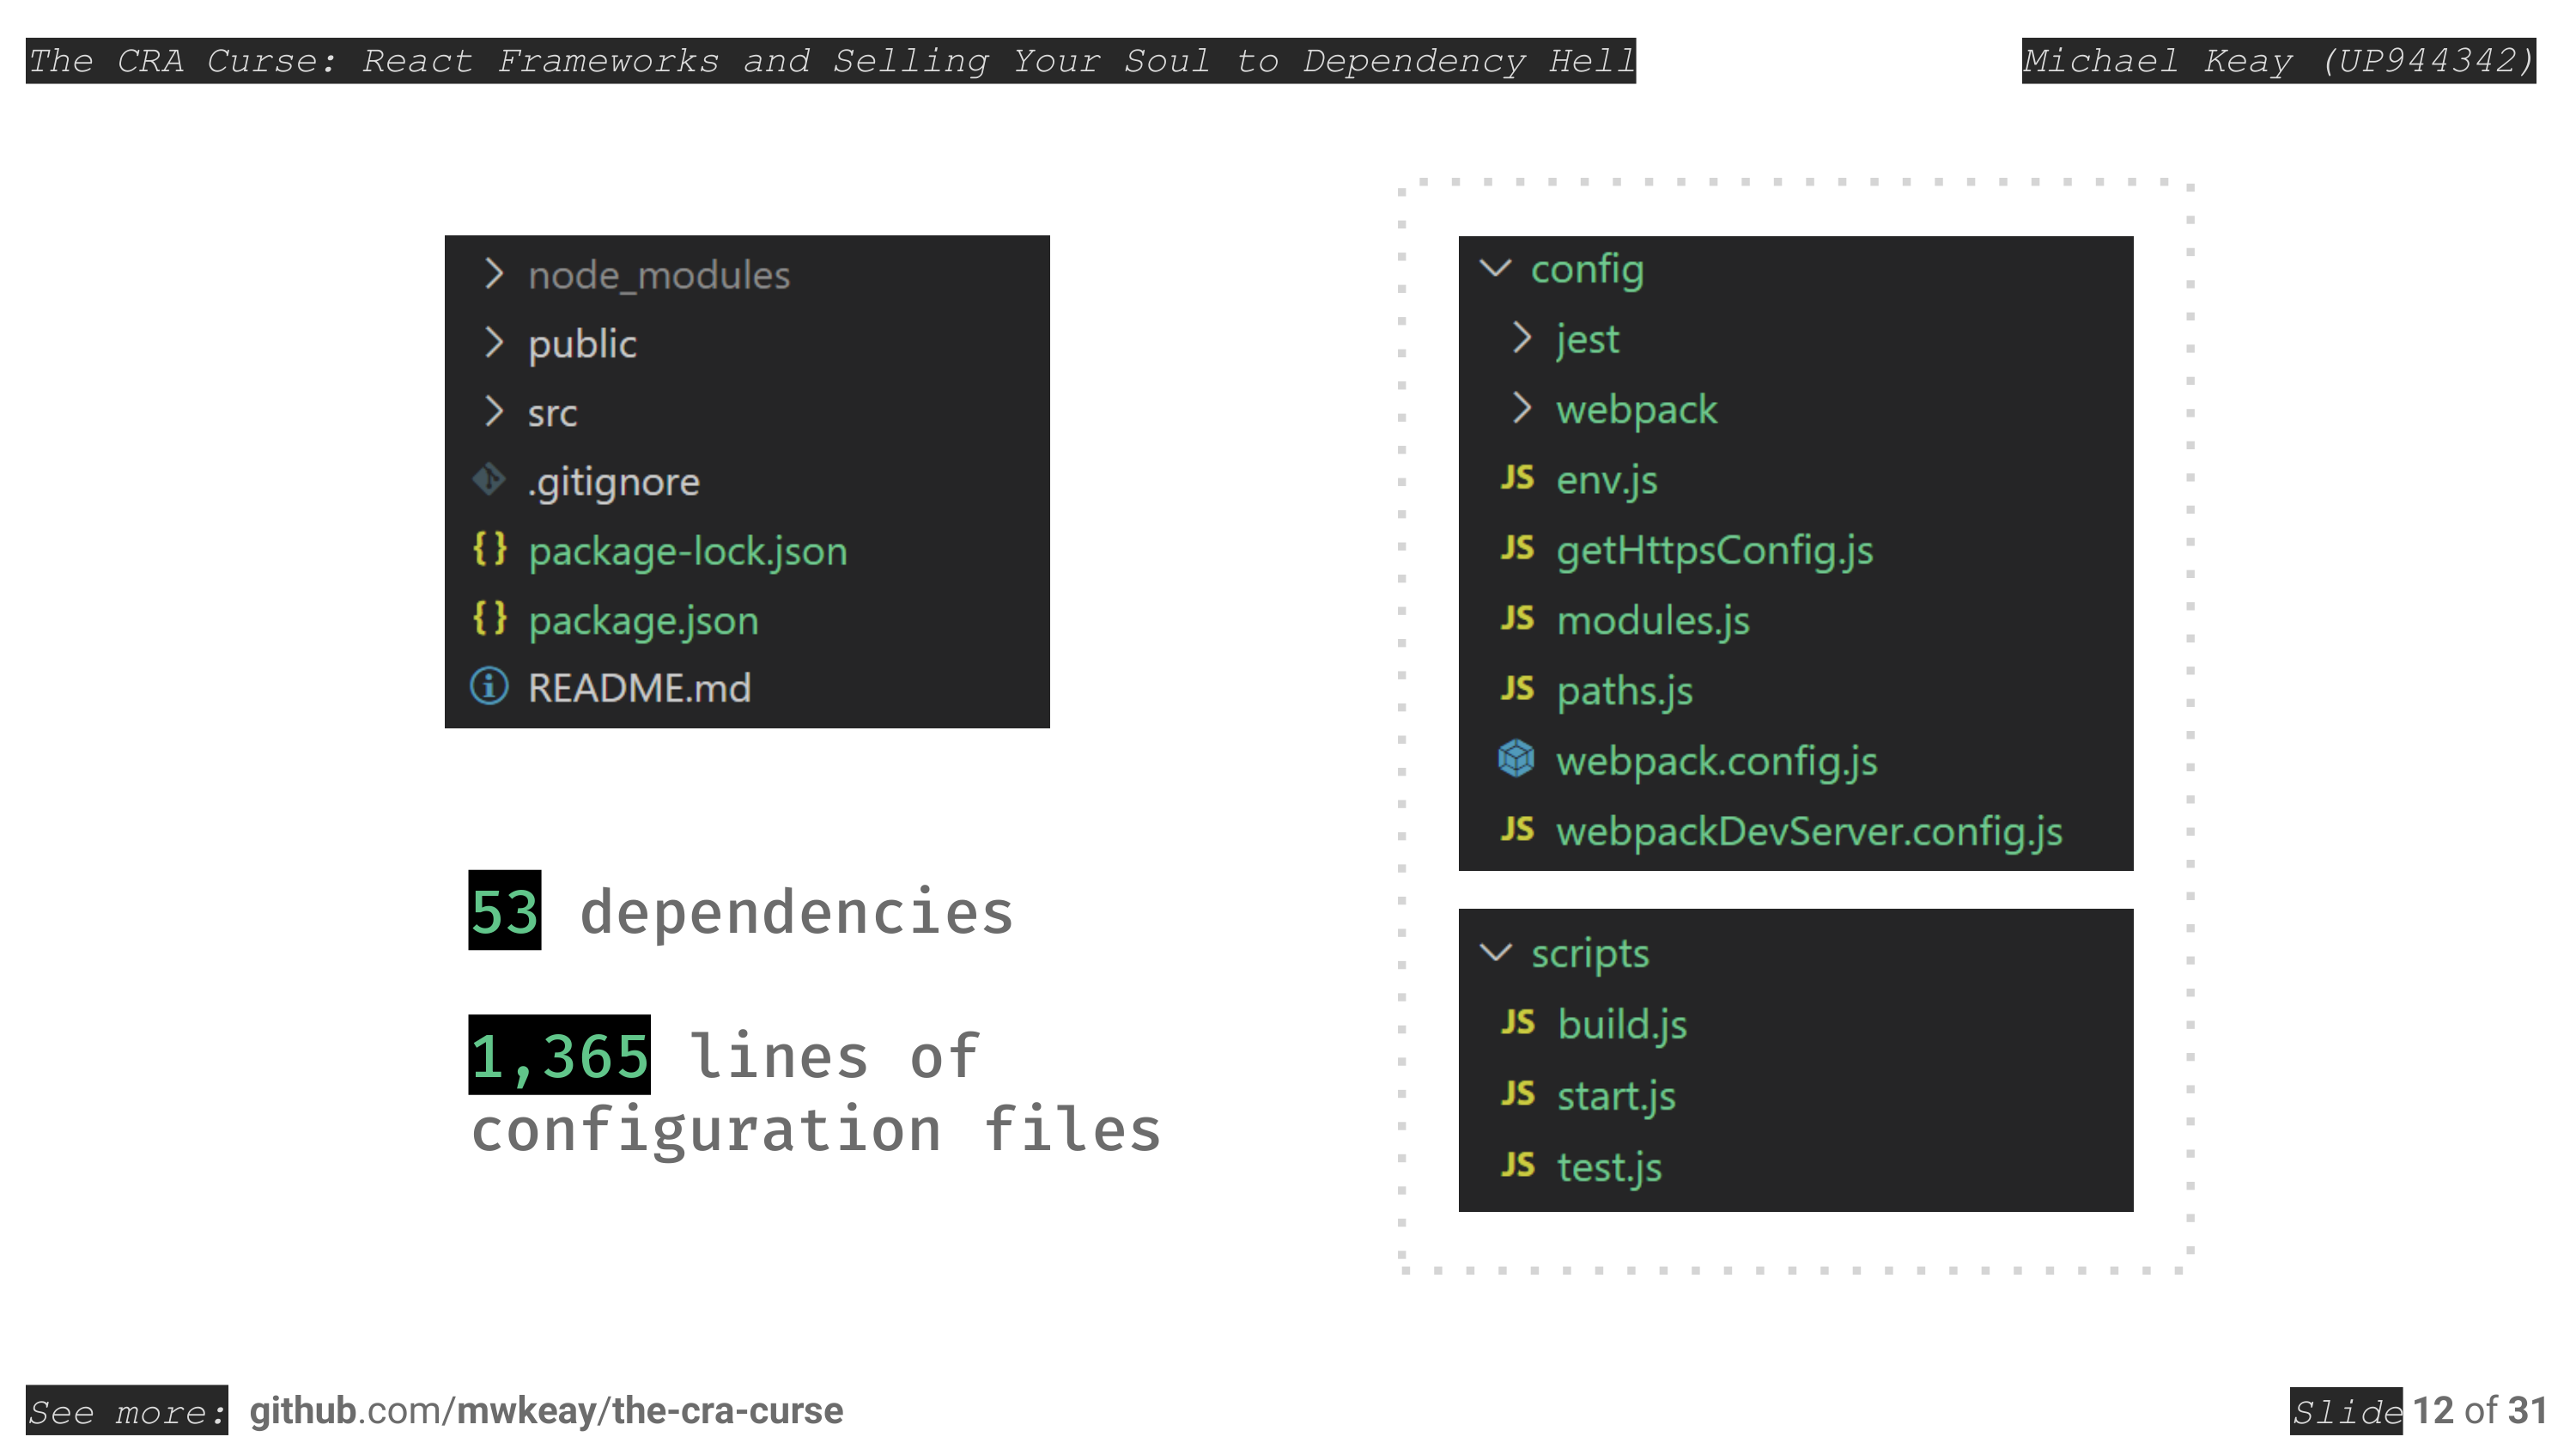 The CRA Curse: React Frameworks and Selling Your Soul to Dependency Hell
Michael Keay (UP944342)
node_modules
public
src
.gitignore
{} package-lock.json
{} package.json
README.md
53 dependencies
1,365 lines of
configuration files
config
jest
webpack
JS env.js
JS getHttpsConfig.js
JS modules.js
JS paths.js
webpack.config.js
JS webpackDevServer.config.js
scripts
JS build.js
JS start.js
JS test.js
See more: github.com/mwkeay/the-cra-curse
Slide 12 of 31